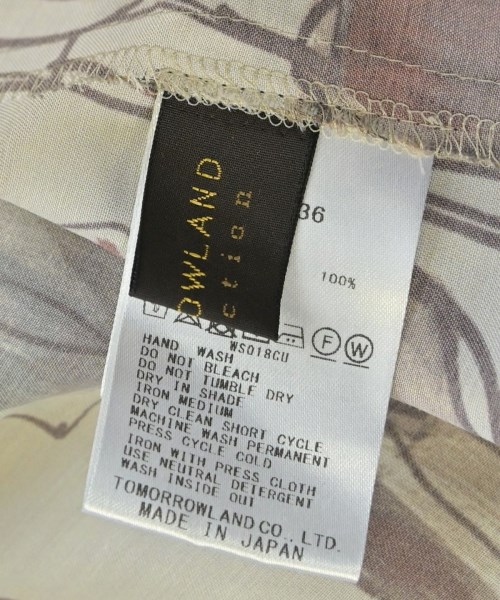 OWLAND
ction
36
100%
F W
WS018CU
HAND WASH
DO NOT BLEACH
DO NOT TUMBLE DRY
DRY IN SHADE
IRON MEDIUM
DRY CLEAN SHORT CYCLE
MACHINE WASH PERMANENT
PRESS CYCLE COLD
IRON WITH PRESS CLOTH
USE NEUTRAL DETERGENT
WASH INSIDE OUT
TOMORROWLAND CO., LTD.
MADE IN JAPAN